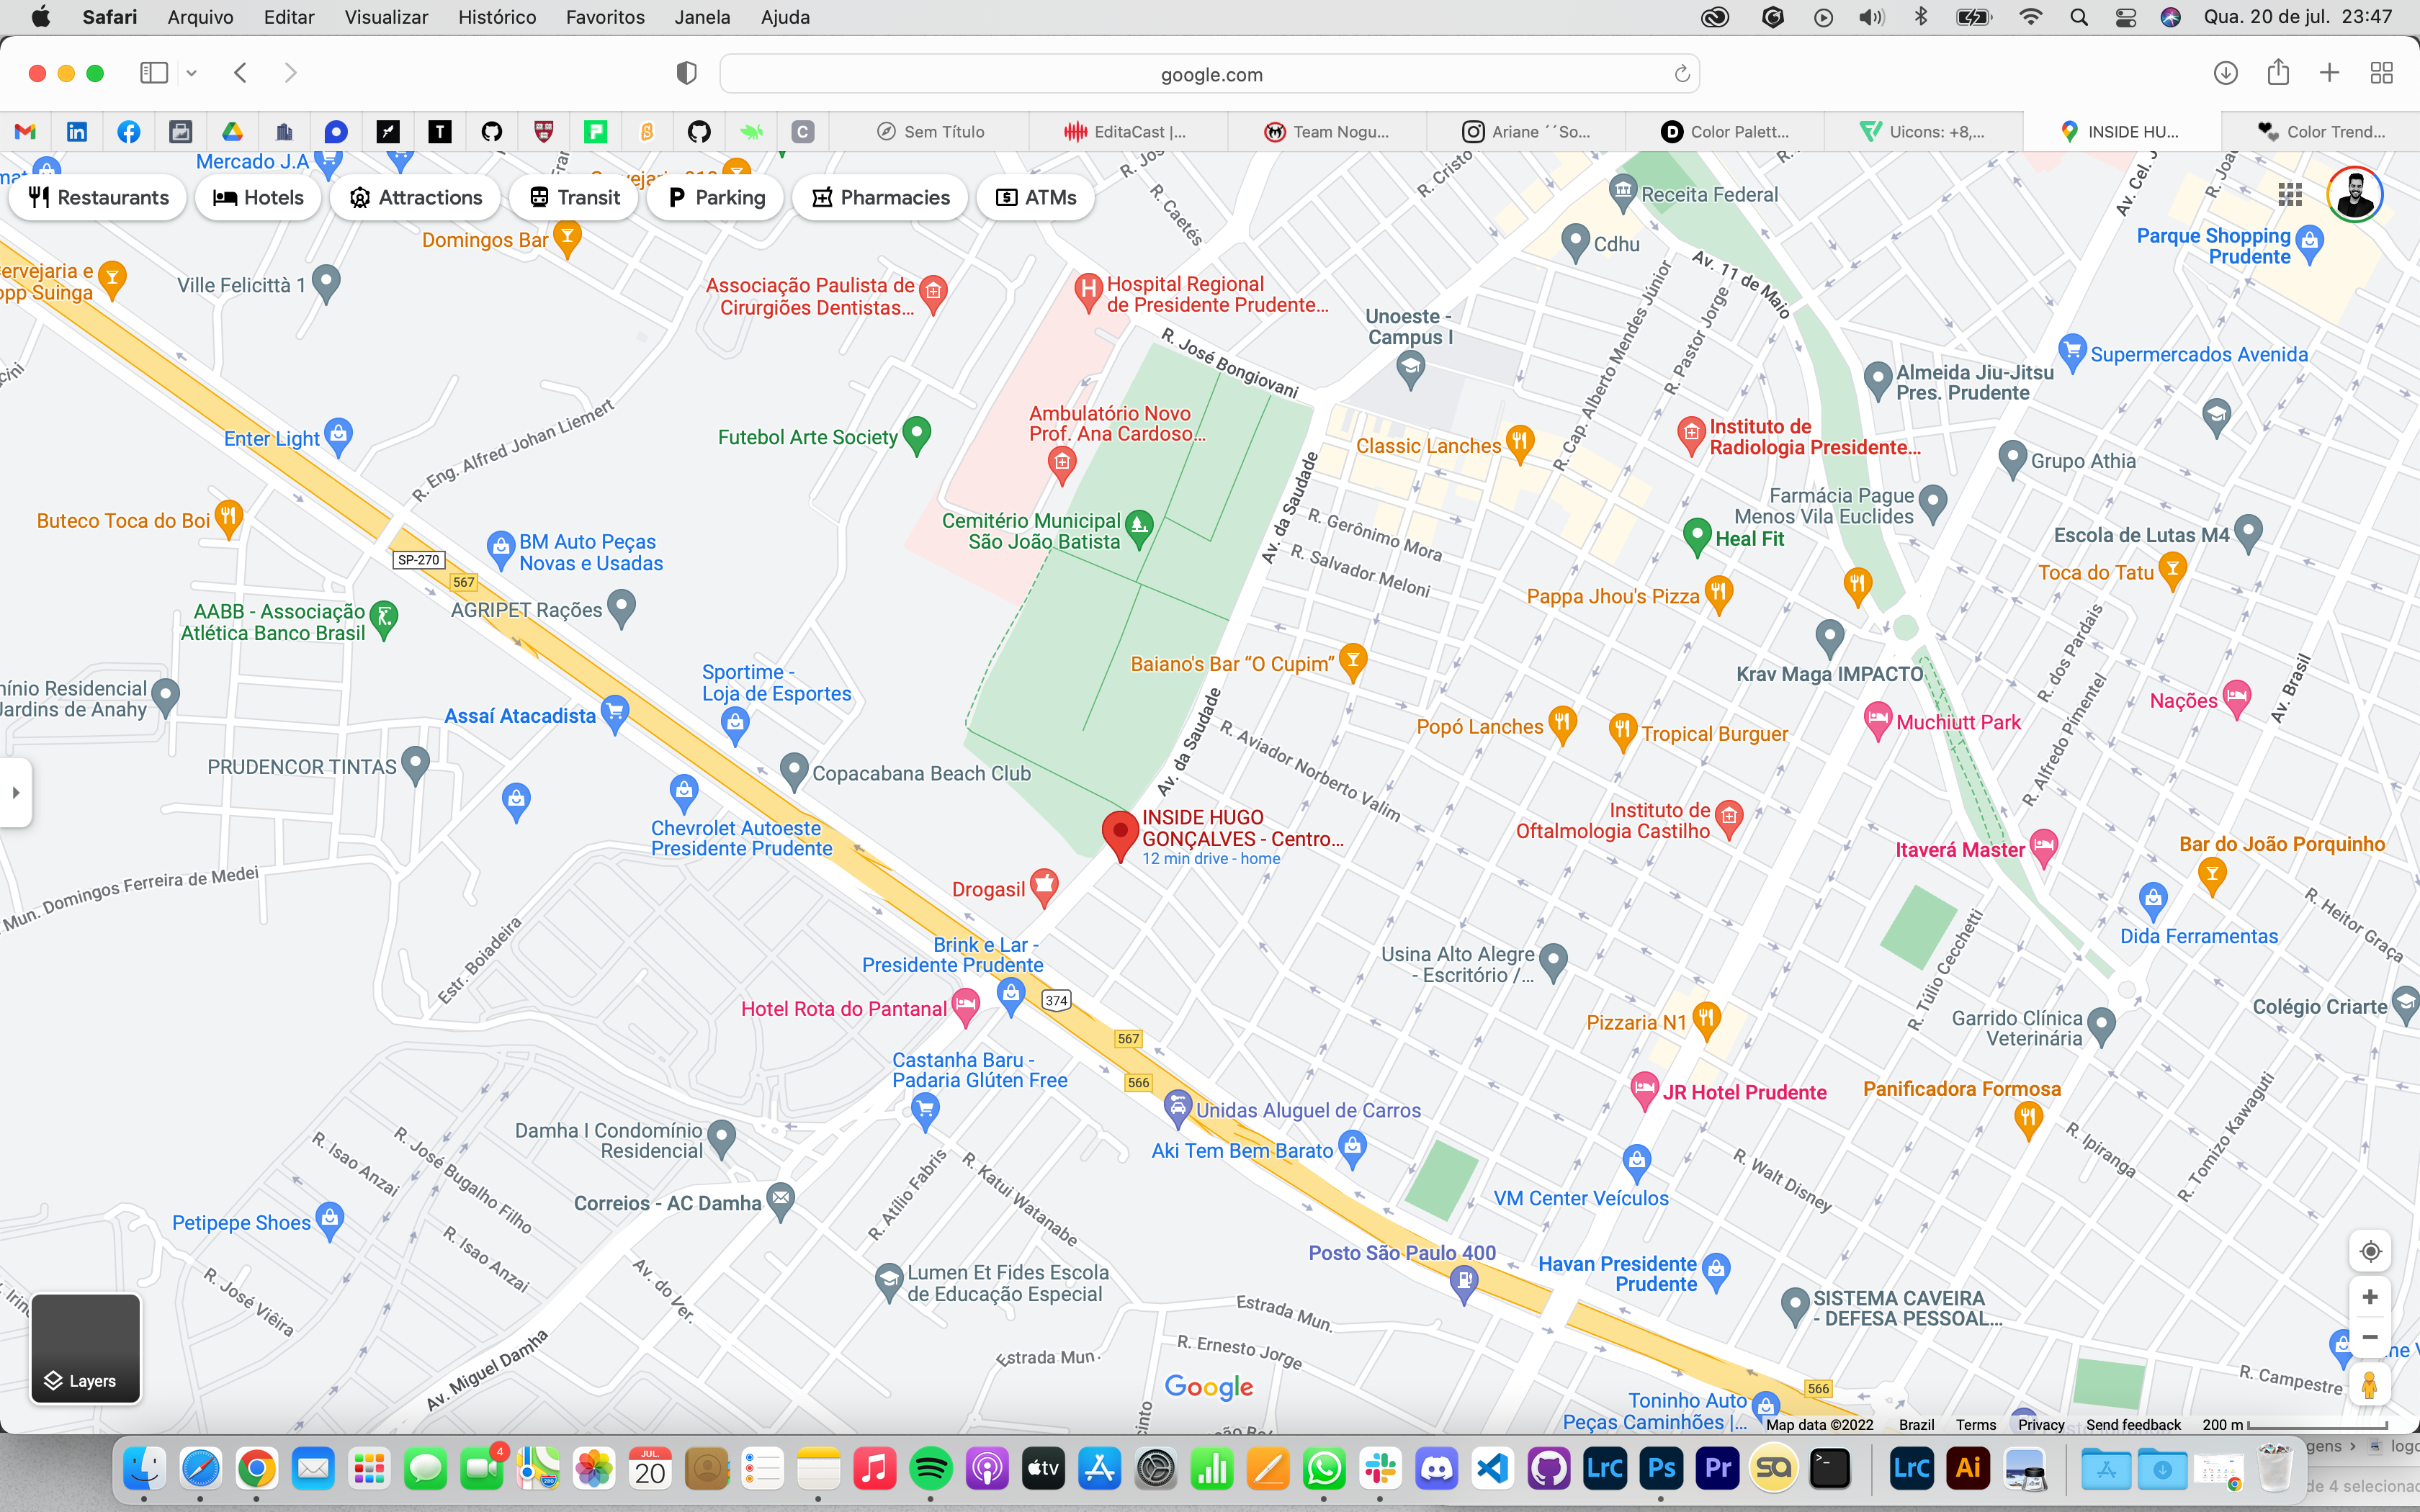 Safari Arquivo Editar Visualizar Histórico Favoritos Janela Ajuda Qua. 20 de jul. 23:47
google.com
Sem Título EditaCast |... Team Nogu... Ariane ´´So... Color Palett... Uicons: +8,... INSIDE HU... Color Trend...
Mercado J.A
R. Caetés
R. Cristo
Receita Federal
Av. Cel. J
Restaurants Hotels Attractions Transit Parking Pharmacies ATMs
Domingos Bar
Cdhu
Parque Shopping
Prudente
Ville Felicittà 1
Associação Paulista de
Cirurgiões Dentistas...
Hospital Regional
de Presidente Prudente...
Av. 11 de Maio
Unoeste -
Campus I
R. José Bongiovani
R. Cap. Alberto Mendes Júnior
R. Pastor Jorge
Supermercados Avenida
Almeida Jiu-Jitsu
Pres. Prudente
Enter Light
R. Eng. Alfred Johan Liemert
Futebol Arte Society
Ambulatório Novo
Prof. Ana Cardoso...
Classic Lanches
Instituto de
Radiologia Presidente...
Grupo Athia
Buteco Toca do Boi
BM Auto Peças
Novas e Usadas
SP-270
567
Cemitério Municipal
São João Batista
Av. da Saudade
R. Gerônimo Mora
R. Salvador Meloni
Farmácia Pague
Menos Vila Euclides
Heal Fit
Escola de Lutas M4
Toca do Tatu
AABB - Associação
Atlética Banco Brasil
AGRIPET Rações
Pappa Jhou's Pizza
Baiano's Bar “O Cupim”
Krav Maga IMPACTO
R. dos Pardais
R. Alfredo Pimentel
Av. Brasil
Nações
Jardins de Anahy
Sportime -
Loja de Esportes
Assaí Atacadista
Av. da Saudade
R. Aviador Norberto Valim
Popó Lanches
Tropical Burguer
Muchiutt Park
PRUDENCOR TINTAS
Copacabana Beach Club
Chevrolet Autoeste
Presidente Prudente
INSIDE HUGO
GONÇALVES - Centro...
12 min drive - home
Instituto de
Oftalmologia Castilho
Itaverá Master
Bar do João Porquinho
Mun. Domingos Ferreira de Medei
Drogasil
Estr. Boiadeira
Brink e Lar -
Presidente Prudente
Usina Alto Alegre
- Escritório /...
R. Túlio Cecchetti
Dida Ferramentas
R. Heitor Graça
Hotel Rota do Pantanal
374
567
Pizzaria N1
Garrido Clínica
Veterinária
Colégio Criarte
Castanha Baru -
Padaria Glúten Free
566
Unidas Aluguel de Carros
JR Hotel Prudente
Panificadora Formosa
Damha I Condomínio
Residencial
Aki Tem Bem Barato
R. Isao Anzai
R. José Bugalho Filho
R. Atílio Fabris
R. Katui Watanabe
R. Walt Disney
R. Ipiranga
R. Tomizo Kawaguti
Correios - AC Damha
VM Center Veículos
Petipepe Shoes
R. Isao Anzai
Posto São Paulo 400
Havan Presidente
Prudente
R. José Viêira
Av. do Ver.
Lumen Et Fides Escola
de Educação Especial
Estrada Mun.
SISTEMA CAVEIRA
- DEFESA PESSOAL...
Estrada Mun.
R. Ernesto Jorge
Av. Miguel Damha
Layers
Google
566
R. Campestre
Toninho Auto
Peças Caminhões |...
Map data ©2022 Brazil Terms Privacy Send feedback 200 m
4
JUL.
20
tv LrC Ps Pr SA LrC Ai